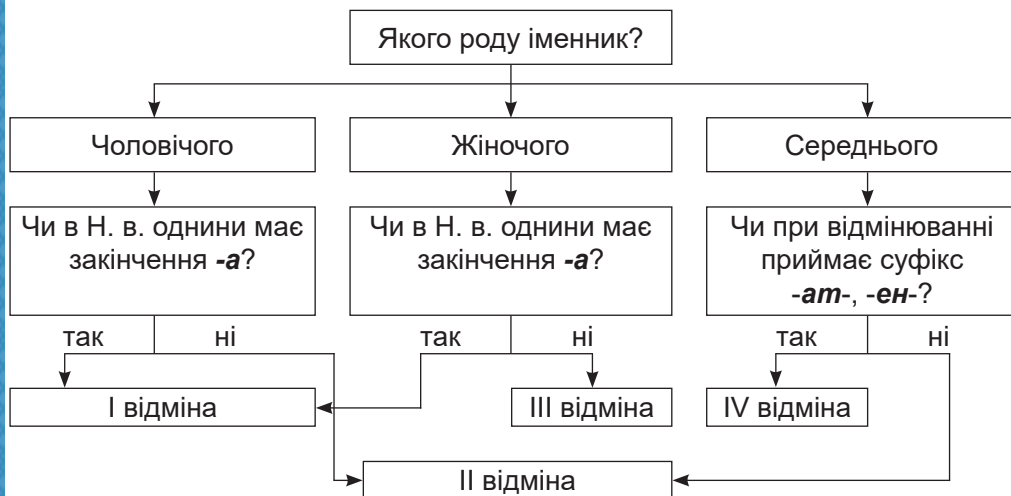 Якого роду іменник?
Чоловічого
Жіночого
Середнього
Чи в Н. в. однини має
закінчення -а?
Чи в Н. в. однини має
закінчення -а?
Чи при відмінюванні
приймає суфікс
-ат-, -ен-?
так
ні
так
ні
так
ні
І відміна
ІІІ відміна
IV відміна
ІІ відміна